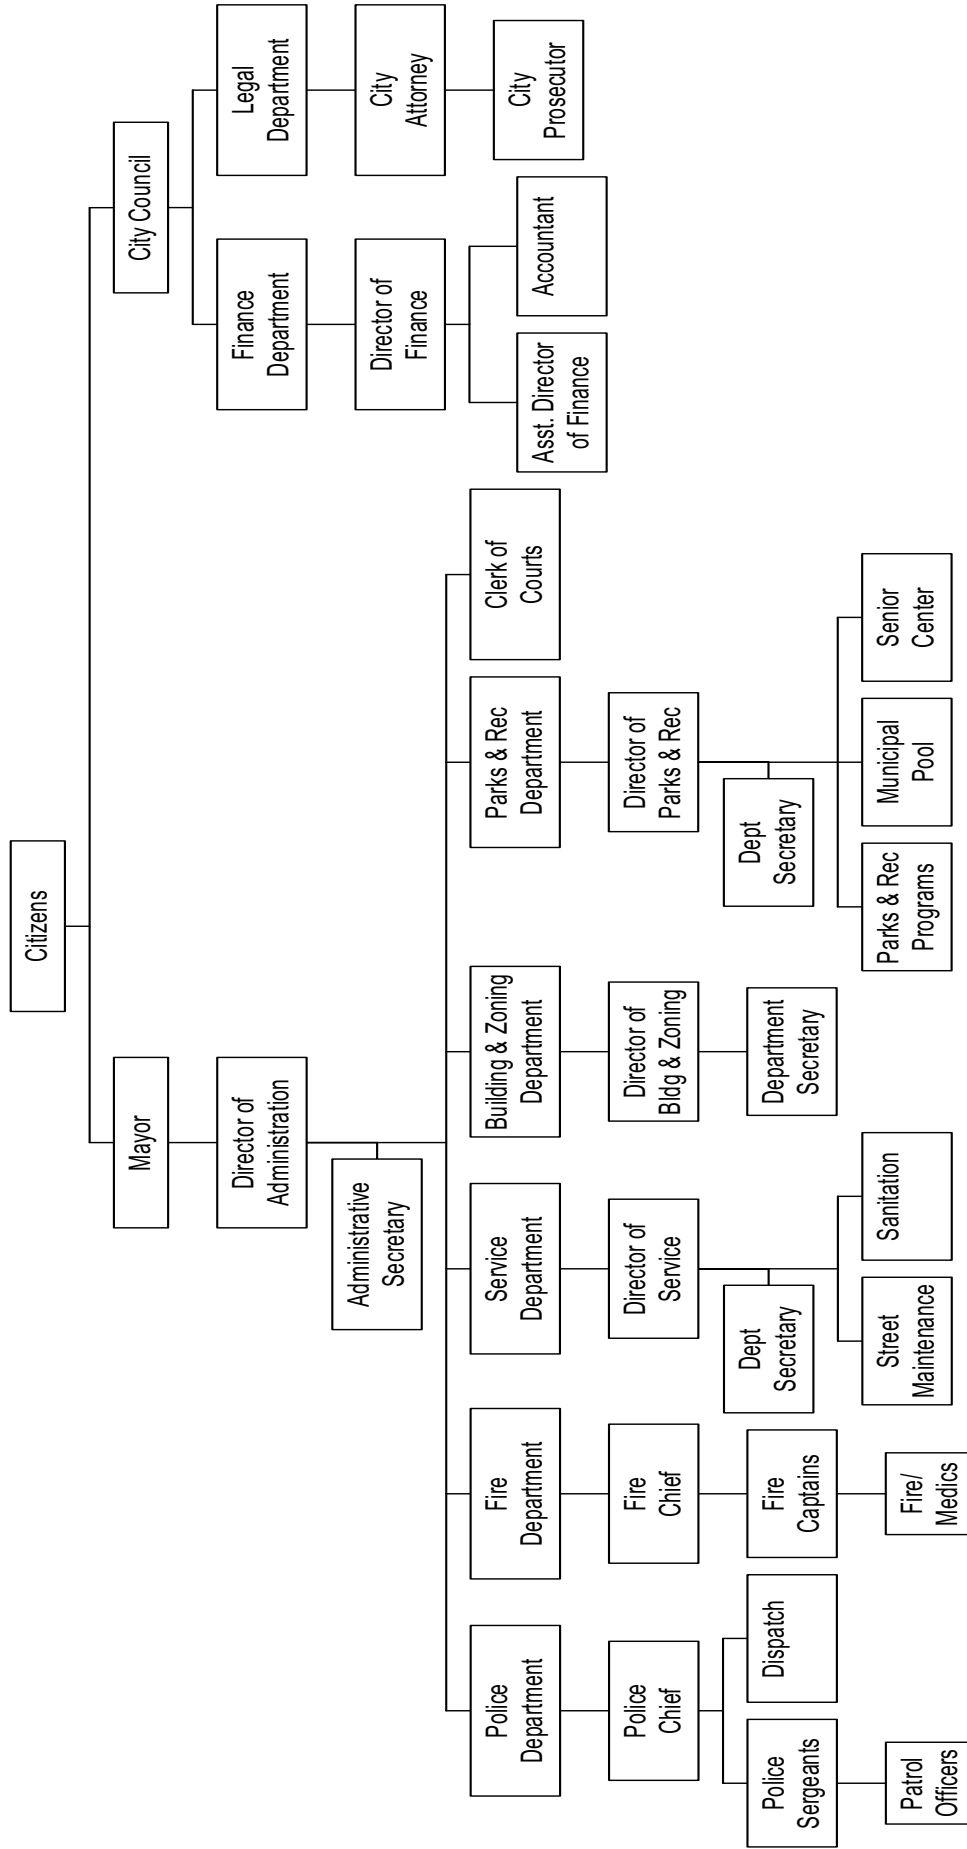 Citizens
Mayor
City Council
Director of
Administration
Finance
Department
Legal
Department
Administrative
Secretary
Director of
Finance
City
Attorney
Police
Department
Fire
Department
Service
Department
Building & Zoning
Department
Parks & Rec
Department
Clerk of
Courts
Asst. Director
of Finance
Accountant
City
Prosecutor
Police
Chief
Fire
Chief
Director of
Service
Director of
Bldg & Zoning
Director of
Parks & Rec
Police
Sergeants
Dispatch
Fire
Captains
Dept
Secretary
Department
Secretary
Dept
Secretary
Patrol
Officers
Fire/
Medics
Street
Maintenance
Sanitation
Parks & Rec
Programs
Municipal
Pool
Senior
Center